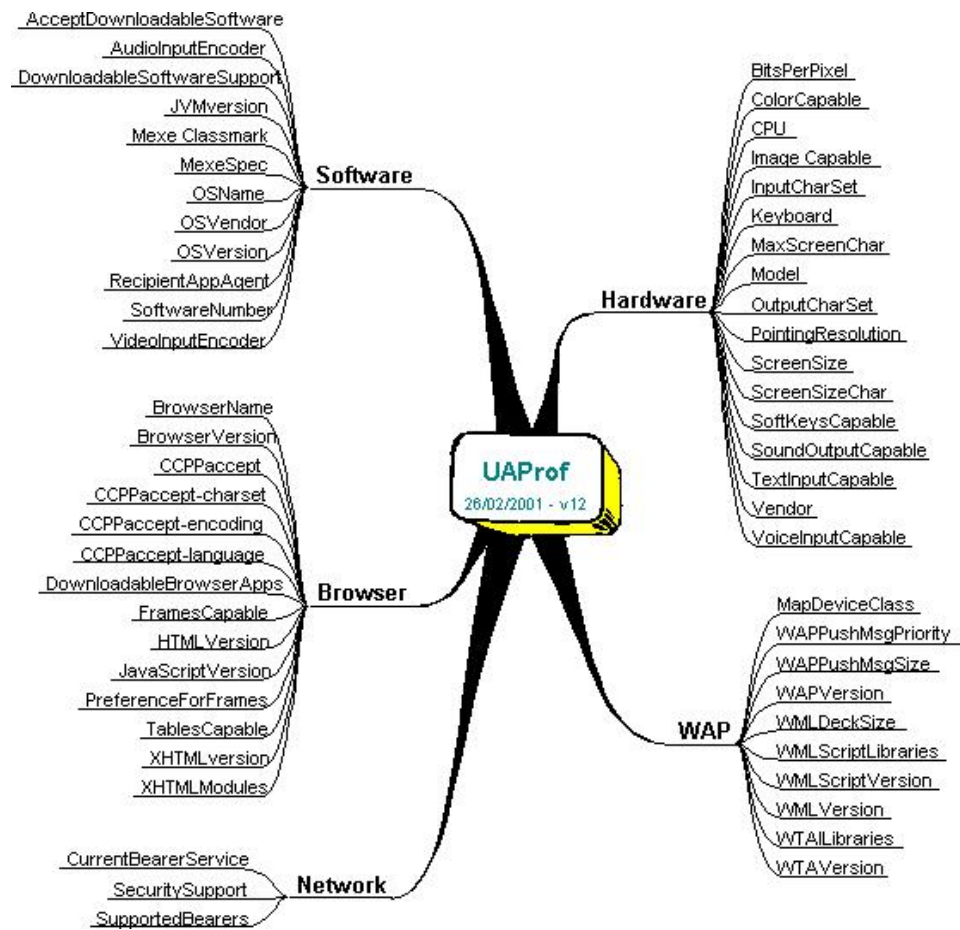 AcceptDownloadableSoftware
AudioInputEncoder
DownloadableSoftwareSupport
JVMversion
Mexe Classmark
MexeSpec
OSName
OSVendor
OSVersion
RecipientAppAgent
SoftwareNumber
VideoInputEncoder
Software
BitsPerPixel
ColorCapable
CPU
Image Capable
InputCharSet
Keyboard
MaxScreenChar
Model
OutputCharSet
PointingResolution
ScreenSize
ScreenSizeChar
SoftKeysCapable
SoundOutputCapable
TextInputCapable
Vendor
VoiceInputCapable
Hardware
UAProf
26/02/2001 - v12
BrowserName
BrowserVersion
CCPPaccept
CCPPaccept-charset
CCPPaccept-encoding
CCPPaccept-language
DownloadableBrowserApps
FramesCapable
HTMLVersion
JavaScriptVersion
PreferenceForFrames
TablesCapable
XHTMLversion
XHTMLModules
Browser
MapDeviceClass
WAPPushMsgPriority
WAPPushMsgSize
WAPVersion
WMLDeckSize
WMLScriptLibraries
WMLScriptVersion
WMLVersion
WTAILibraries
WTAVersion
WAP
CurrentBearerService
SecuritySupport
SupportedBearers
Network